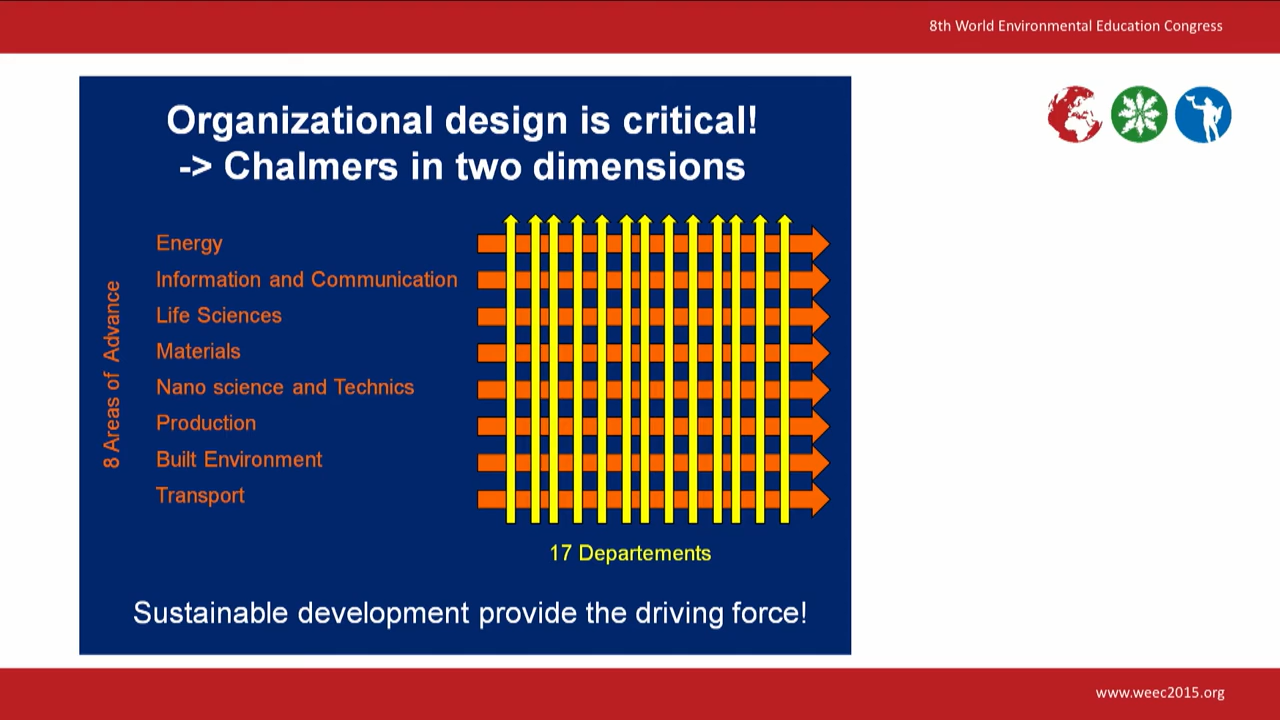 8th World Environmental Education Congress
Organizational design is critical!
-> Chalmers in two dimensions
8 Areas of Advance
Energy
Information and Communication
Life Sciences
Materials
Nano science and Technics
Production
Built Environment
Transport
17 Departements
Sustainable development provide the driving force!
www.weec2015.org